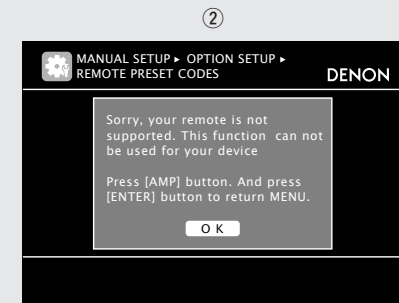 ②
MANUAL SETUP ▸ OPTION SETUP ▸
REMOTE PRESET CODES
DENON
Sorry, your remote is not
supported. This function can not
be used for your device
Press [AMP] button. And press
[ENTER] button to return MENU.
O K